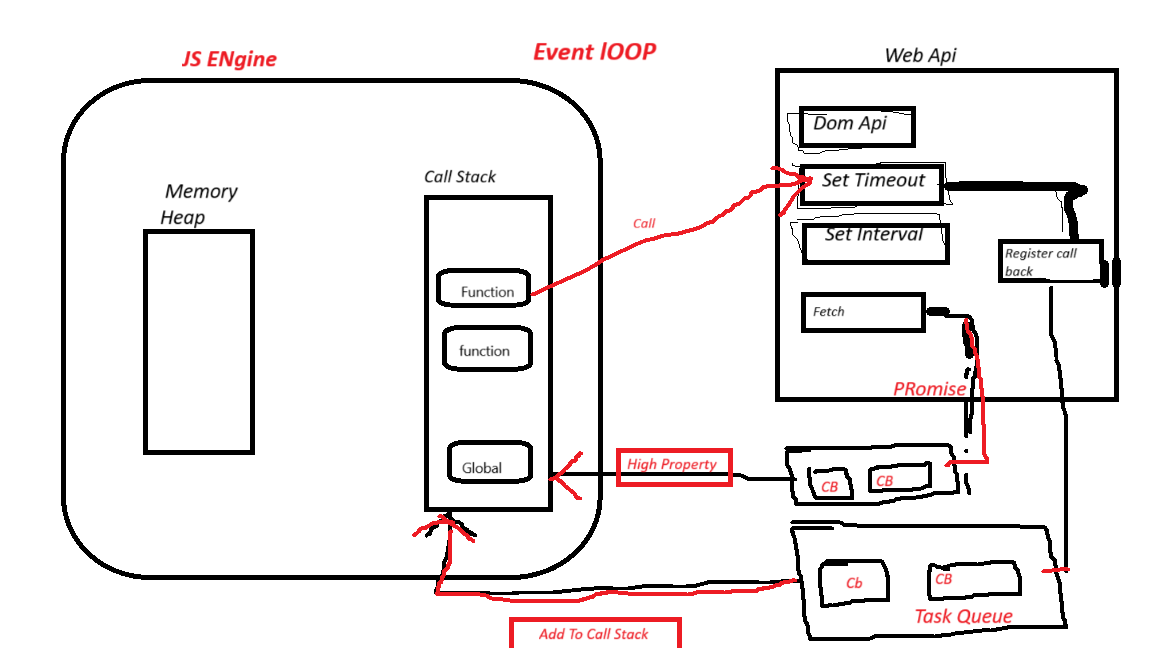 JS ENgine
Event lOOP
Web Api
Memory
Heap
Call Stack
Function
function
Global
Call
Dom Api
Set Timeout
Set Interval
Register call
back
Fetch
PRomise
High Property
CB
CB
Cb
CB
Task Queue
Add To Call Stack